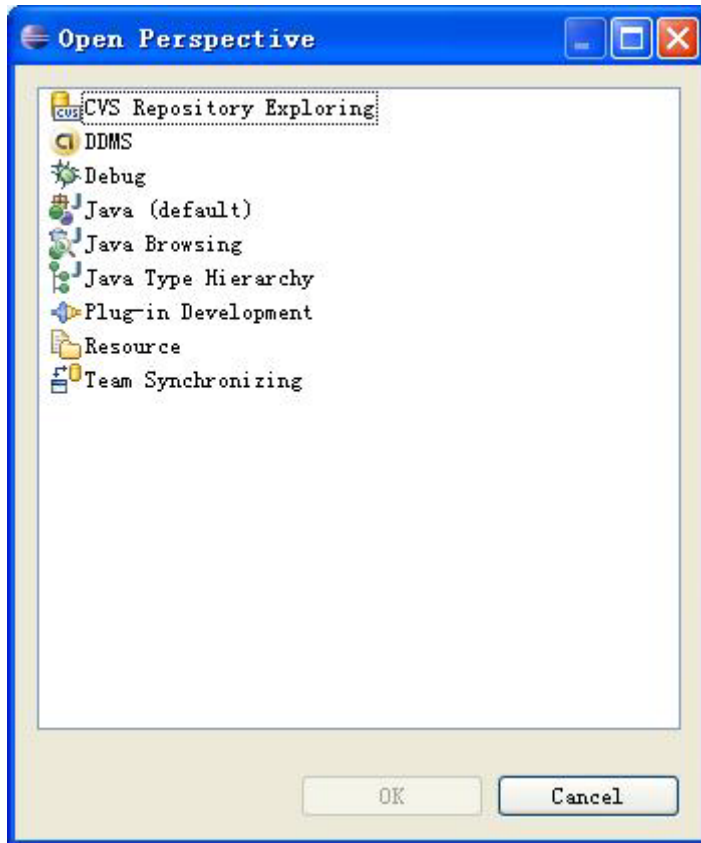 Open Perspective
CVS Repository Exploring
DDMS
Debug
Java (default)
Java Browsing
Java Type Hierarchy
Plug-in Development
Resource
Team Synchronizing
OK
Cancel